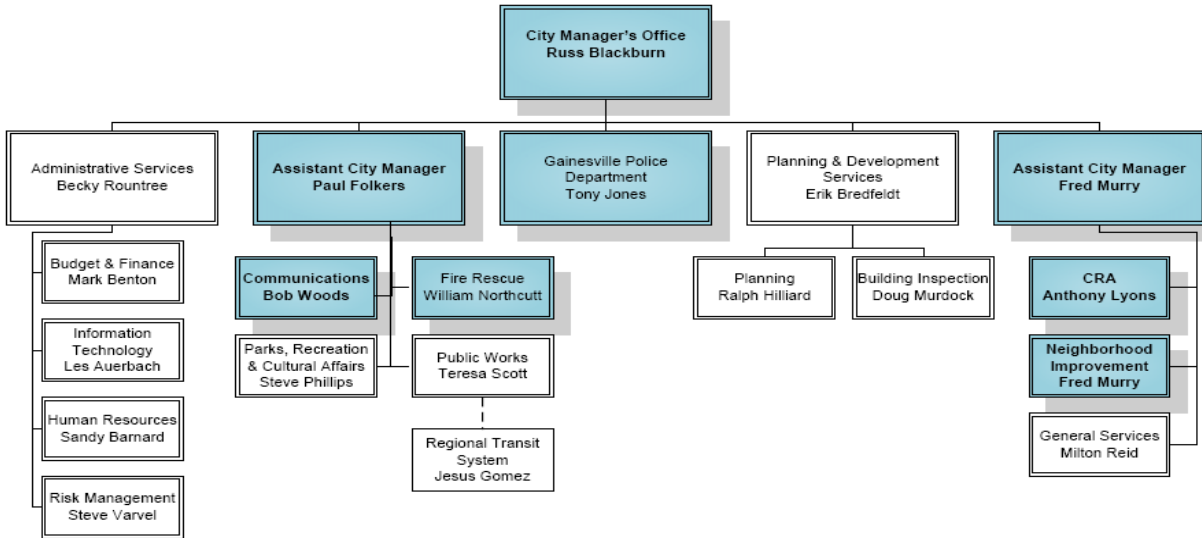 City Manager's Office
Russ Blackburn
Administrative Services
Becky Rountree
Assistant City Manager
Paul Folkers
Gainesville Police
Department
Tony Jones
Planning & Development
Services
Erik Bredfeldt
Assistant City Manager
Fred Murry
Budget & Finance
Mark Benton
Information
Technology
Les Auerbach
Human Resources
Sandy Barnard
Risk Management
Steve Varvel
Communications
Bob Woods
Fire Rescue
William Northcutt
Parks, Recreation
& Cultural Affairs
Steve Phillips
Public Works
Teresa Scott
Regional Transit
System
Jesus Gomez
Planning
Ralph Hilliard
Building Inspection
Doug Murdock
CRA
Anthony Lyons
Neighborhood
Improvement
Fred Murry
General Services
Milton Reid